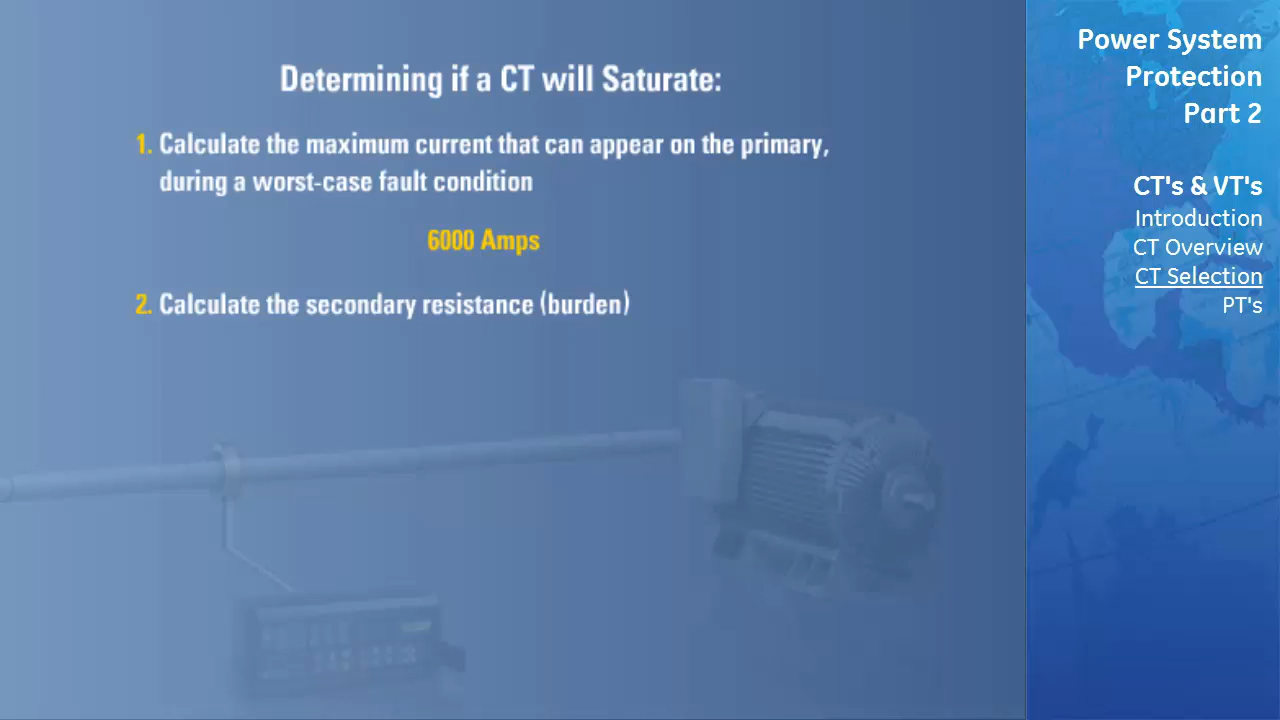 Determining if a CT will Saturate:
1. Calculate the maximum current that can appear on the primary,
during a worst-case fault condition
6000 Amps
2. Calculate the secondary resistance (burden)
Power System
Protection
Part 2
CT's & VT's
Introduction
CT Overview
CT Selection
PT's